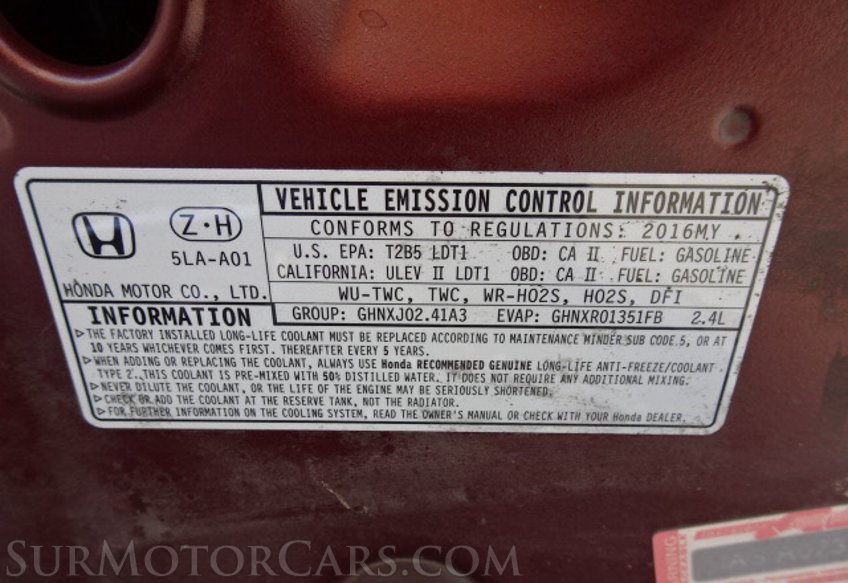 Z·H
5LA-A01
HONDA MOTOR CO., LTD.
VEHICLE EMISSION CONTROL INFORMATION
CONFORMS TO REGULATIONS: 2016MY
U.S. EPA: T2B5 LDT1 OBD: CA II FUEL: GASOLINE
CALIFORNIA: ULEV II LDT1 OBD: CA II FUEL: GASOLINE
WU-TWC, TWC, WR-HO2S, HO2S, DFI
GROUP: GHNXJ02.41A3 EVAP: GHNXR01351FB 2.4L
INFORMATION
▷THE FACTORY INSTALLED LONG-LIFE COOLANT MUST BE REPLACED ACCORDING TO MAINTENANCE MINDER SUB CODE.5, OR AT
10 YEARS WHICHEVER COMES FIRST. THEREAFTER EVERY 5 YEARS.
▷WHEN ADDING OR REPLACING THE COOLANT, ALWAYS USE Honda RECOMMENDED GENUINE LONG-LIFE ANTI-FREEZE/COOLANT
TYPE 2. THIS COOLANT IS PRE-MIXED WITH 50% DISTILLED WATER. IT DOES NOT REQUIRE ANY ADDITIONAL MIXING.
▷NEVER DILUTE THE COOLANT, OR THE LIFE OF THE ENGINE MAY BE SERIOUSLY SHORTENED.
▷CHECK OR ADD THE COOLANT AT THE RESERVE TANK, NOT THE RADIATOR.
▷FOR FURTHER INFORMATION ON THE COOLING SYSTEM, READ THE OWNER'S MANUAL OR CHECK WITH YOUR Honda DEALER.
SURMOTORCARS.COM